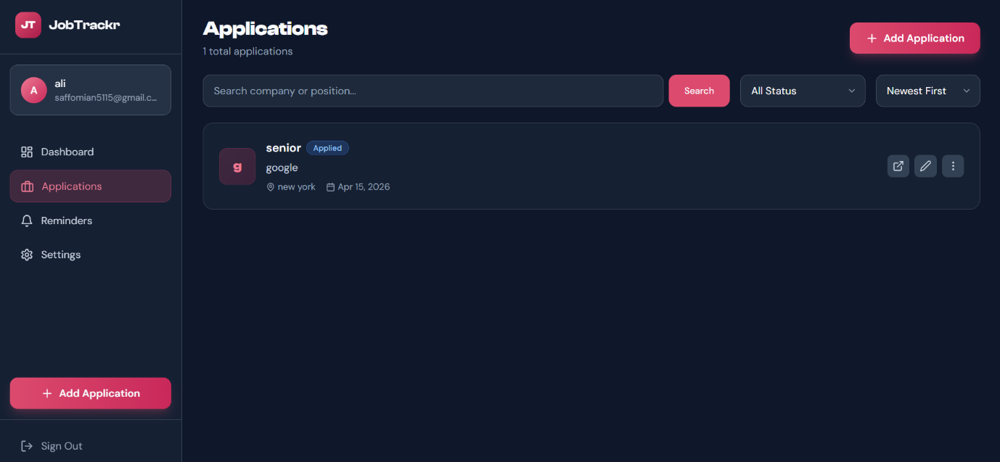 JT JobTrackr
A
ali
saffomian5115@gmail.c...
Dashboard
Applications
Reminders
Settings
+ Add Application
Sign Out
Applications
1 total applications
+ Add Application
Search company or position...
Search
All Status
Newest First
g
senior Applied
google
new york Apr 15, 2026